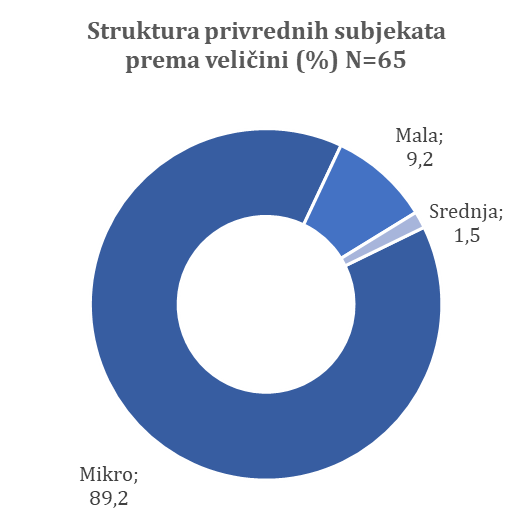 Struktura privrednih subjekata
prema veličini (%) N=65
Mala;
9,2
Srednja;
1,5
Mikro;
89,2